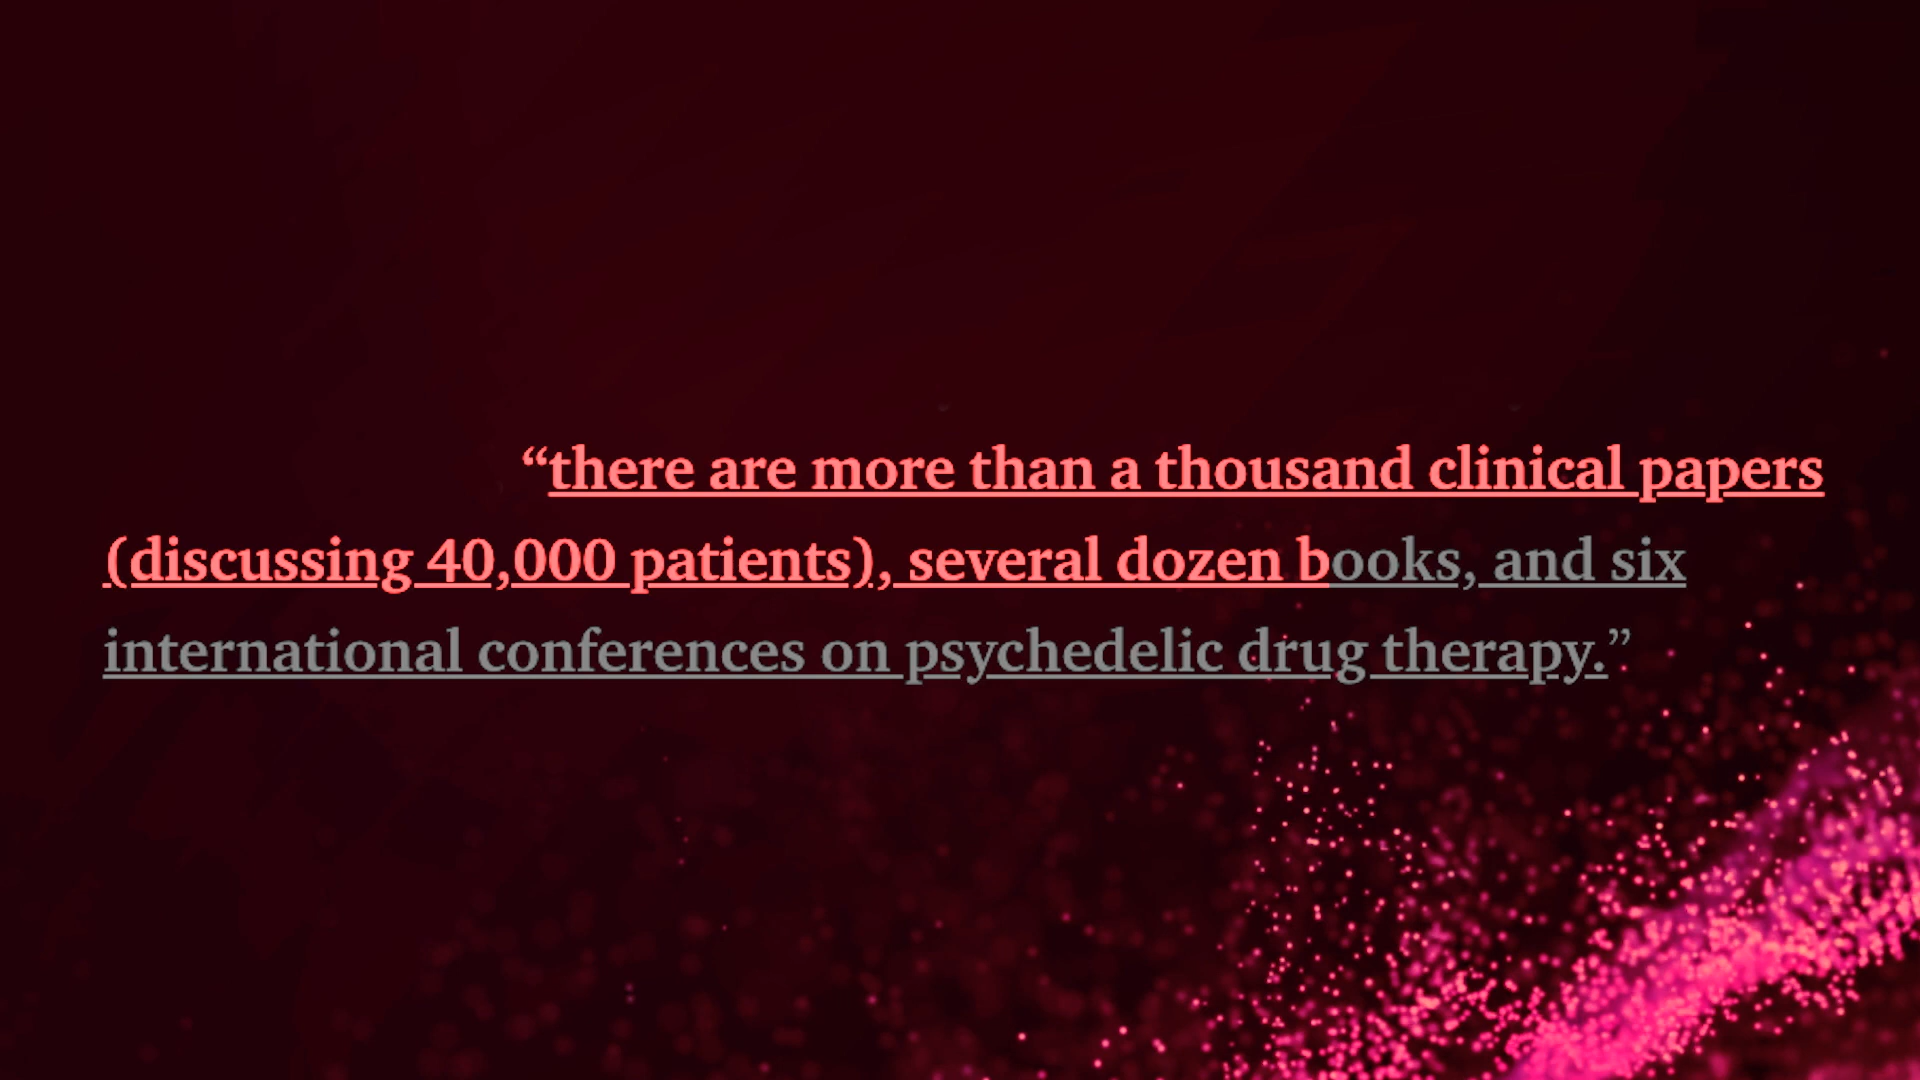 “there are more than a thousand clinical papers
(discussing 40,000 patients), several dozen books, and six
international conferences on psychedelic drug therapy.”